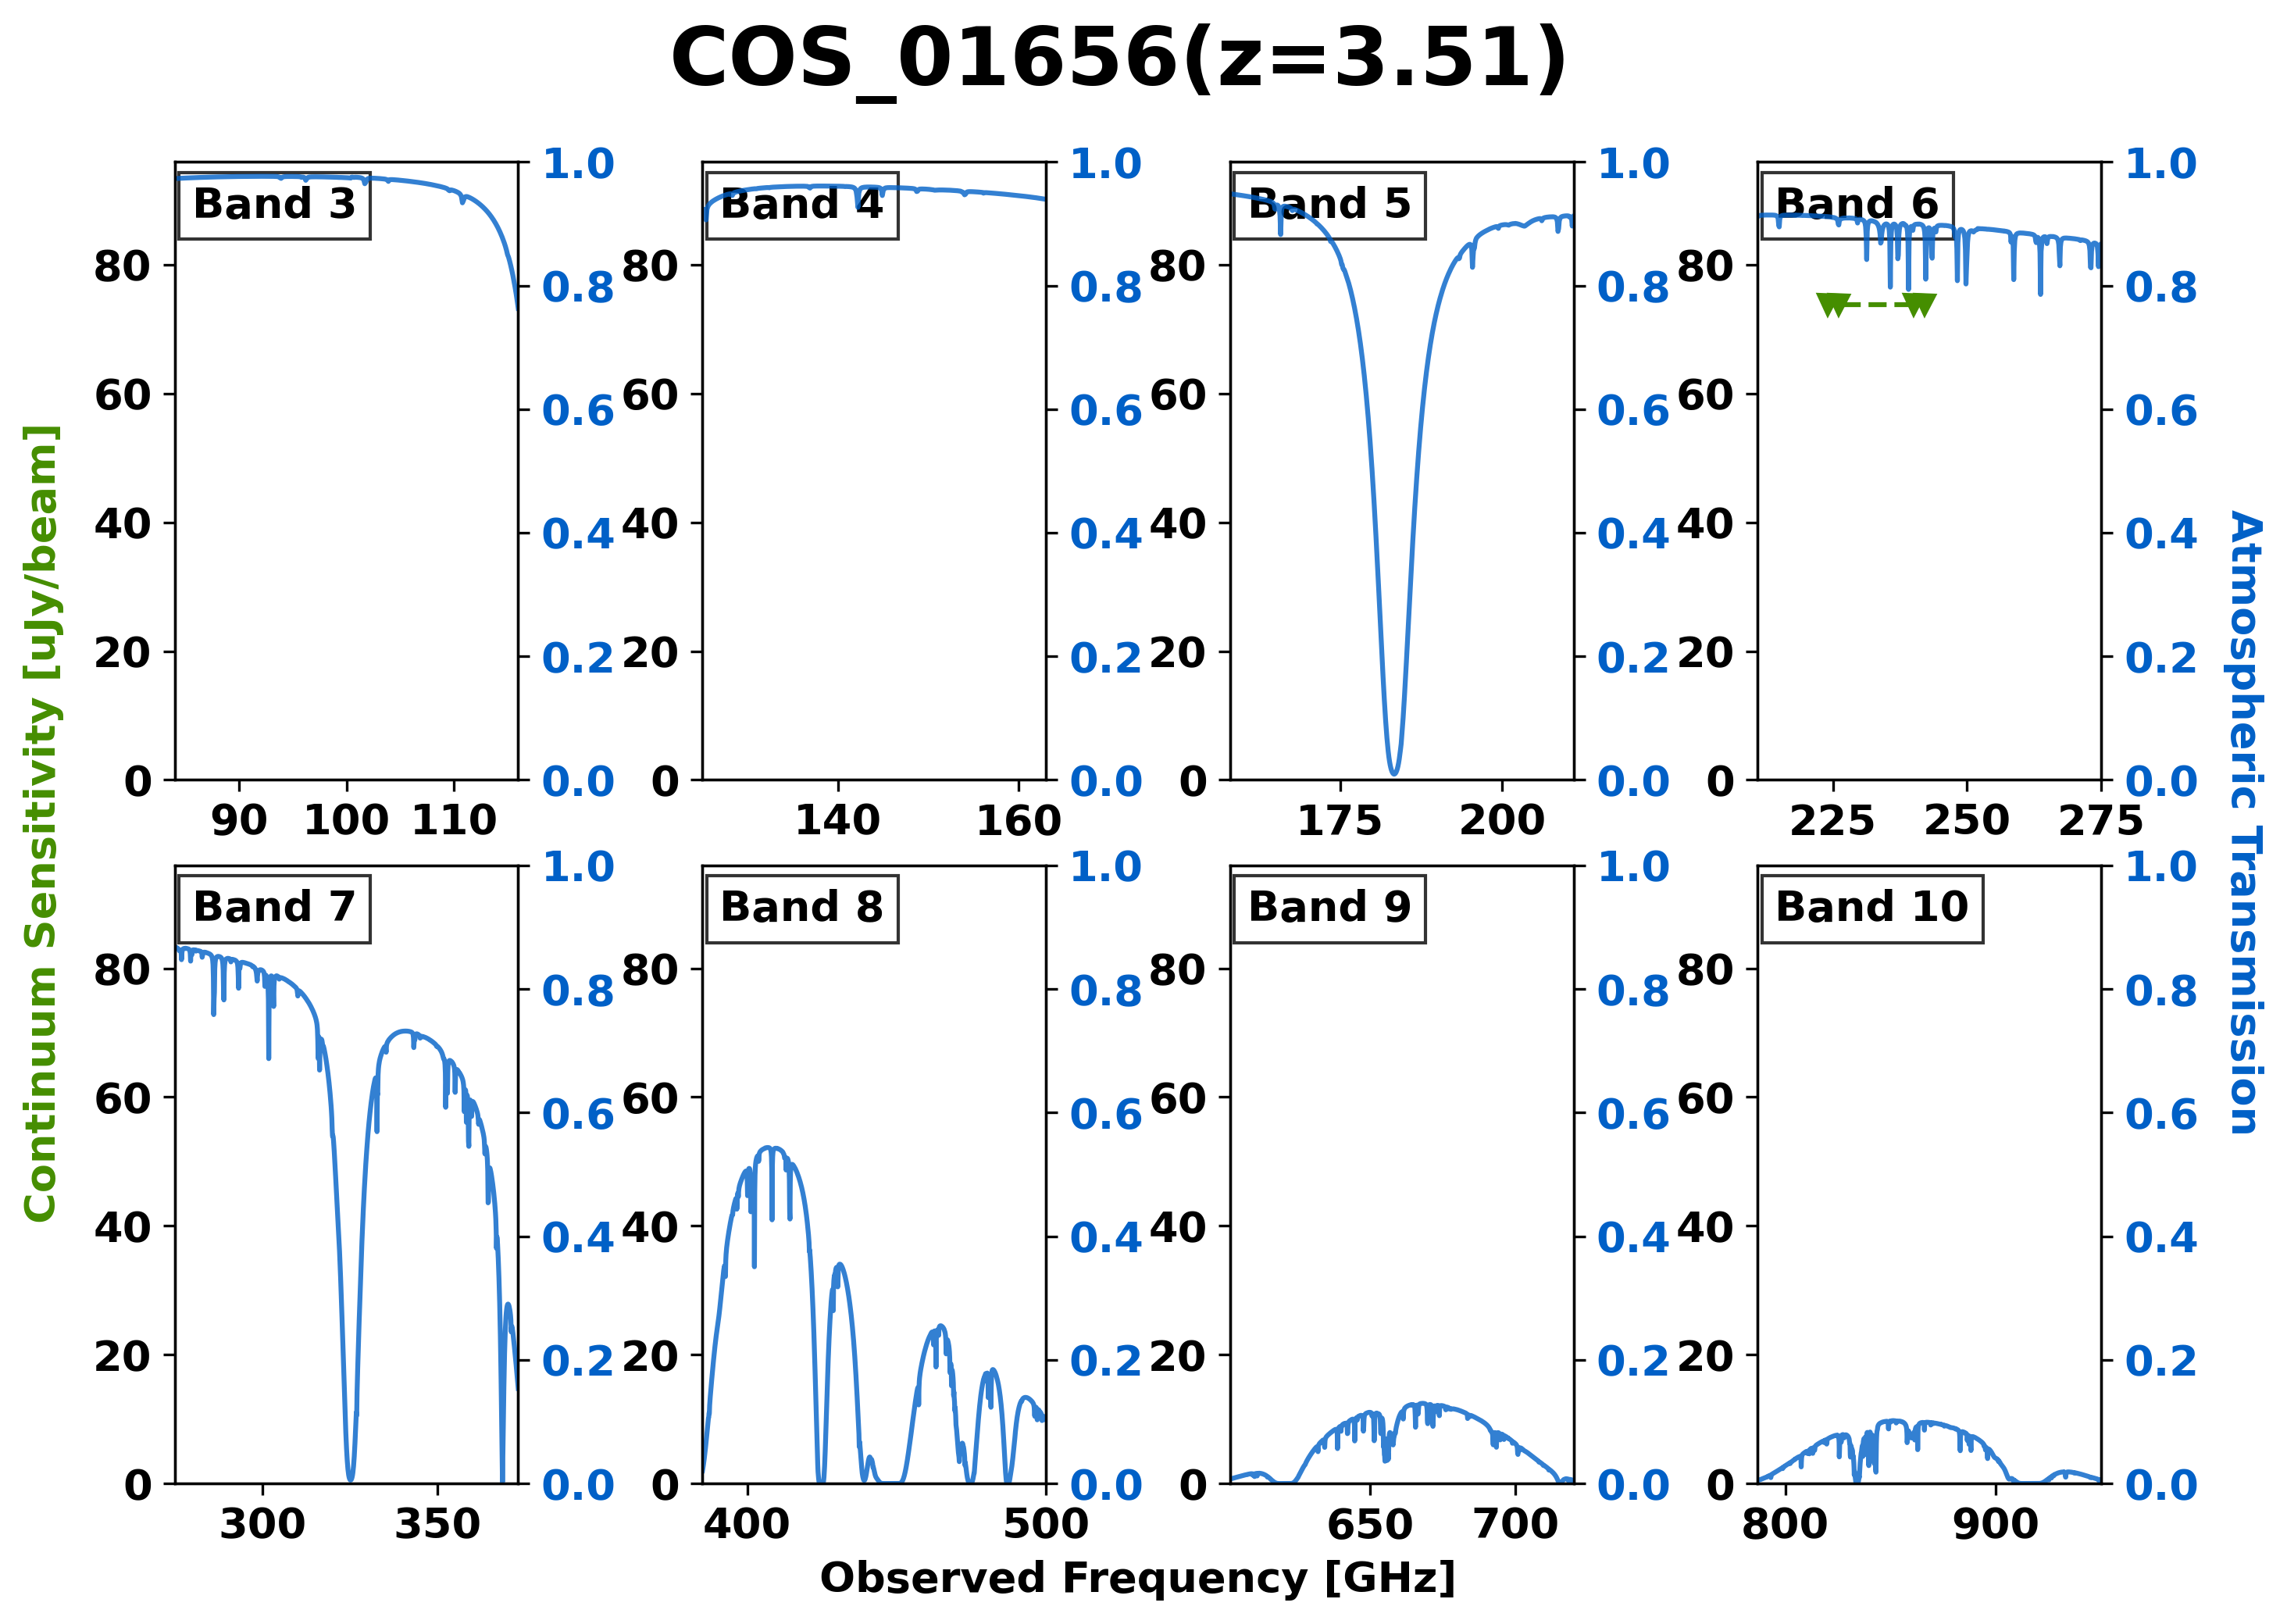 COS_01656(z=3.51)
Continuum Sensitivity [uJy/beam]
Atmospheric Transmission
Band 3
0 20 40 60 80
0.0 0.2 0.4 0.6 0.8 1.0
90 100 110
Band 4
0 20 40 60 80
0.0 0.2 0.4 0.6 0.8 1.0
140 160
Band 5
0 20 40 60 80
0.0 0.2 0.4 0.6 0.8 1.0
175 200
Band 6
0 20 40 60 80
0.0 0.2 0.4 0.6 0.8 1.0
225 250 275
Band 7
0 20 40 60 80
0.0 0.2 0.4 0.6 0.8 1.0
300 350
Band 8
0 20 40 60 80
0.0 0.2 0.4 0.6 0.8 1.0
400 500
Band 9
0 20 40 60 80
0.0 0.2 0.4 0.6 0.8 1.0
650 700
Band 10
0 20 40 60 80
0.0 0.2 0.4 0.6 0.8 1.0
800 900
Observed Frequency [GHz]